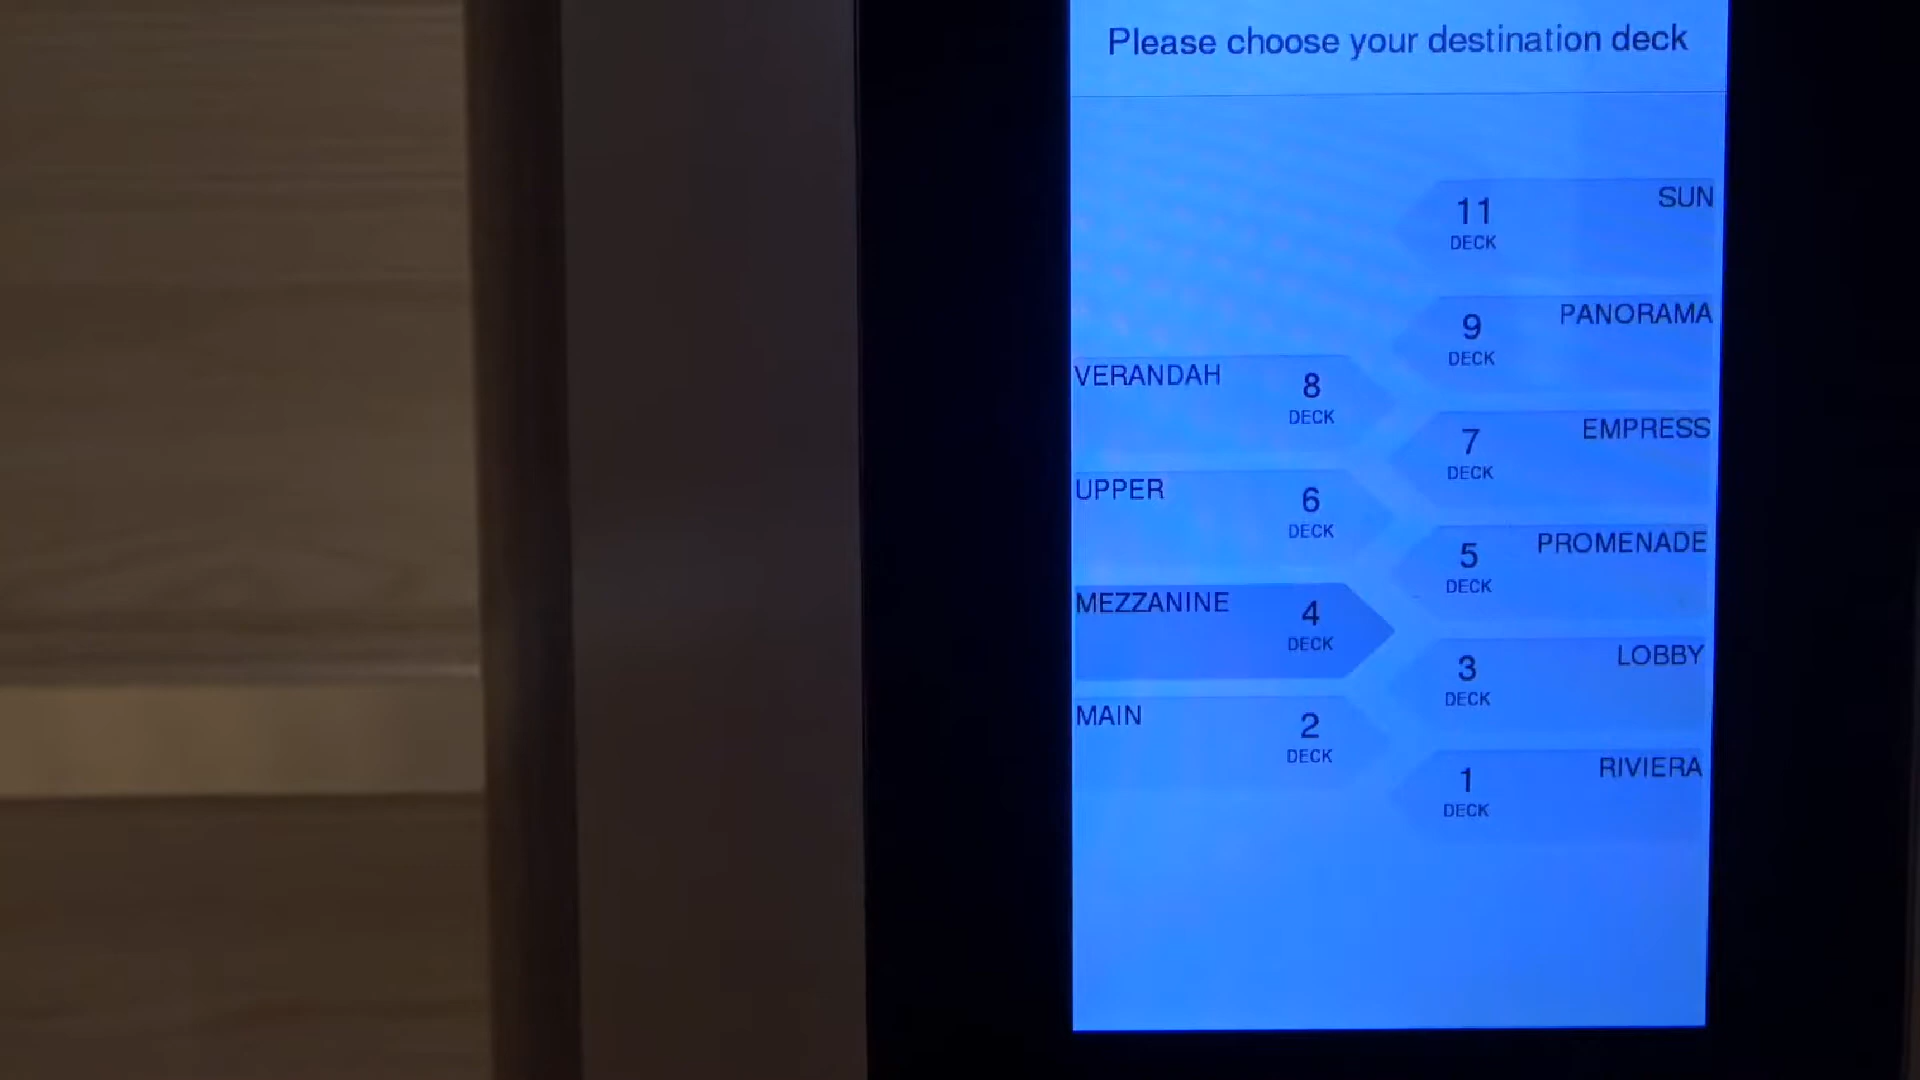 Please choose your destination deck
SUN
11
DECK
PANORAMA
9
DECK
VERANDAH
8
DECK
EMPRESS
7
DECK
UPPER
6
DECK
PROMENADE
5
DECK
MEZZANINE
4
DECK
LOBBY
3
DECK
MAIN
2
DECK
RIVIERA
1
DECK